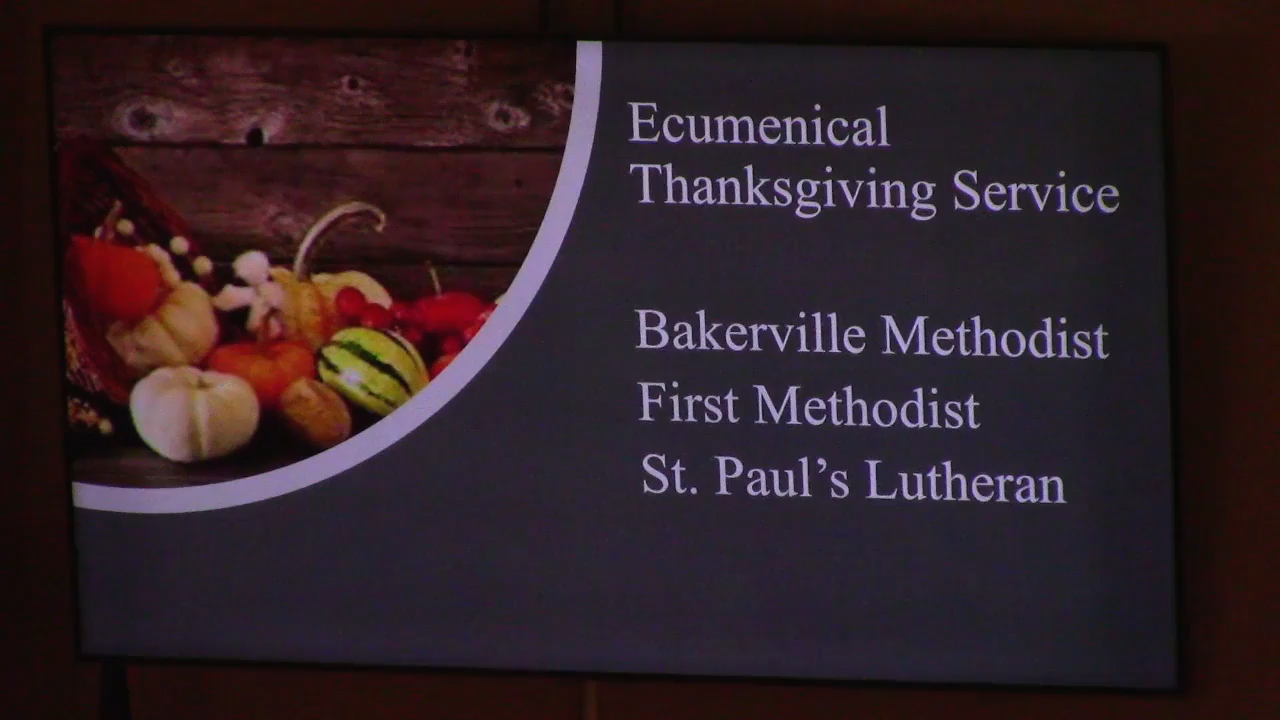 Ecumenical
Thanksgiving Service
Bakerville Methodist
First Methodist
St. Paul’s Lutheran